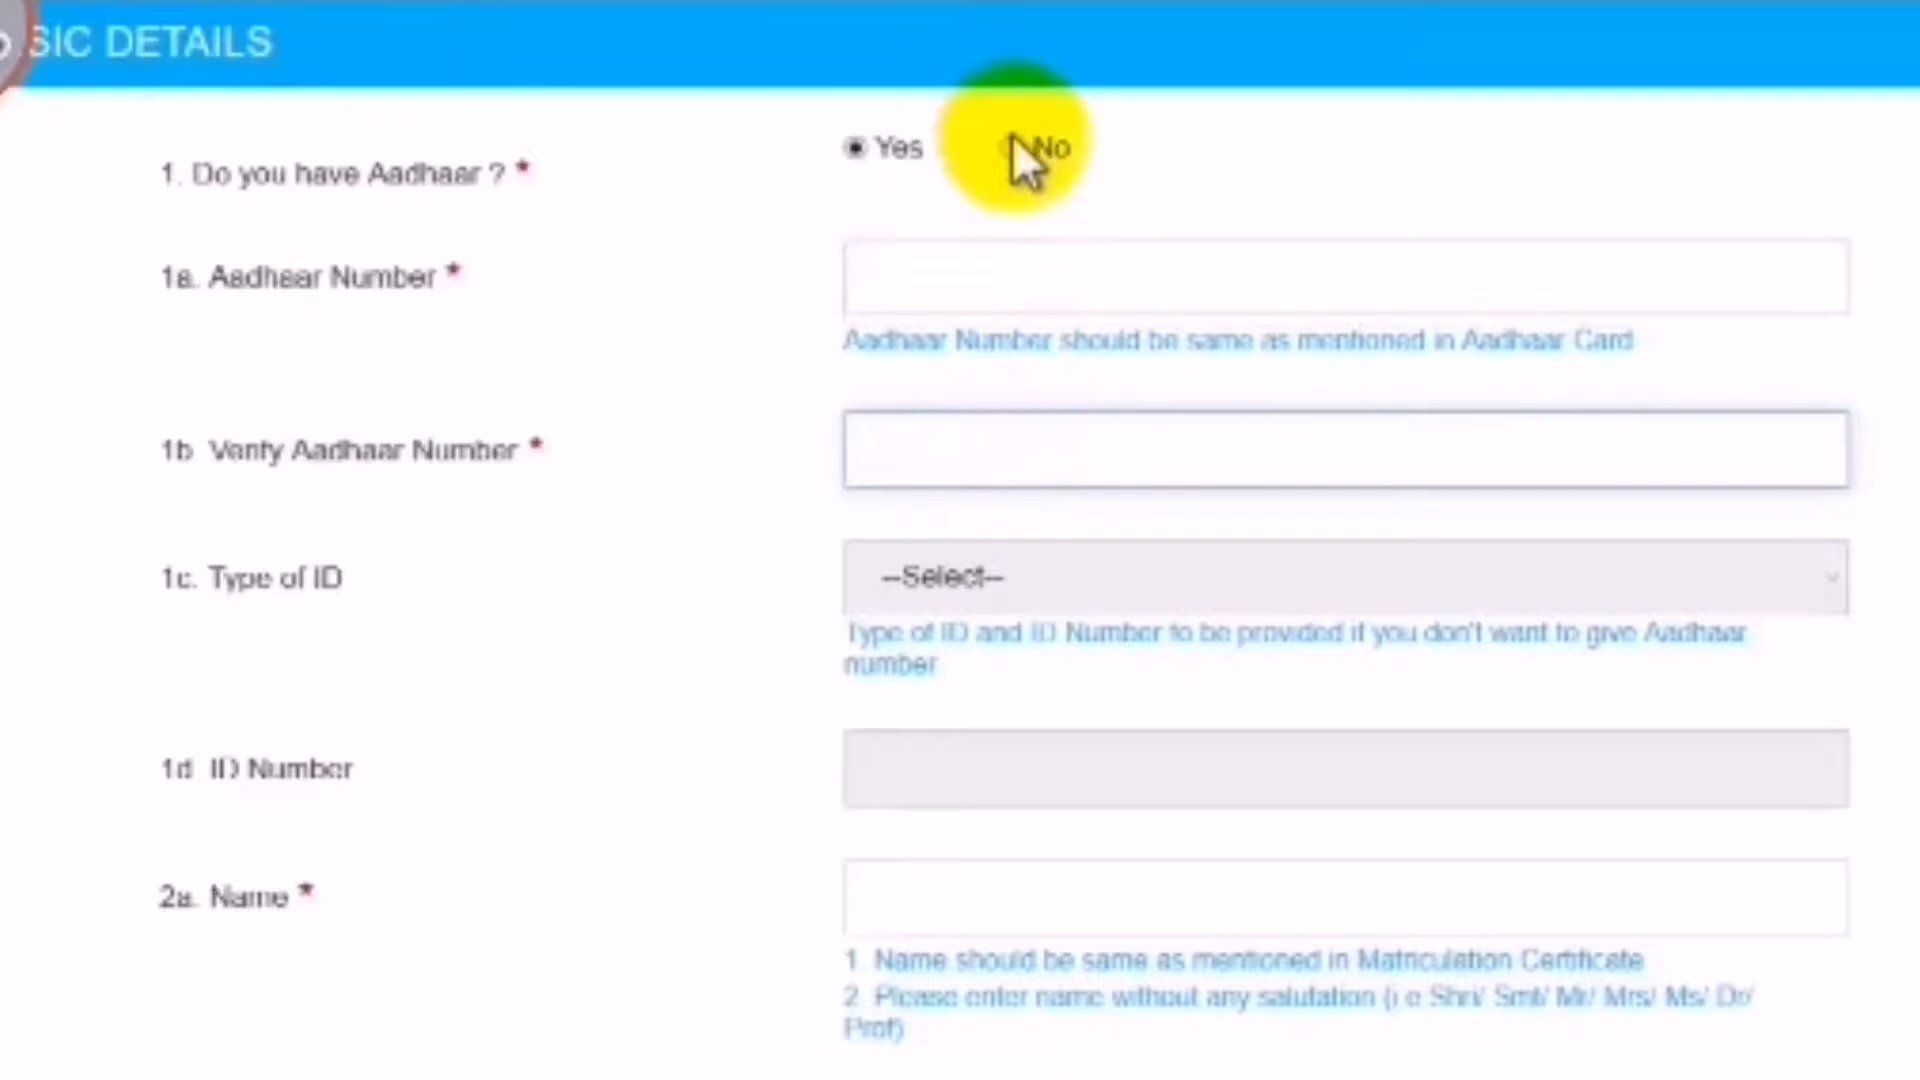 SIC DETAILS
1. Do you have Aadhaar ? *
Yes
No
1a. Aadhaar Number *
Aadhaar Number should be same as mentioned in Aadhaar Card
1b Verify Aadhaar Number *
1c. Type of ID
--Select--
Type of ID and ID Number to be provided if you don't want to give Aadhaar
number
1d ID Number
2a. Name *
1 Name should be same as mentioned in Matriculation Certificate
2 Please enter name without any salutation (i e Shri/ Smt/ Mr/ Mrs/ Ms/ Dr/
Prof)